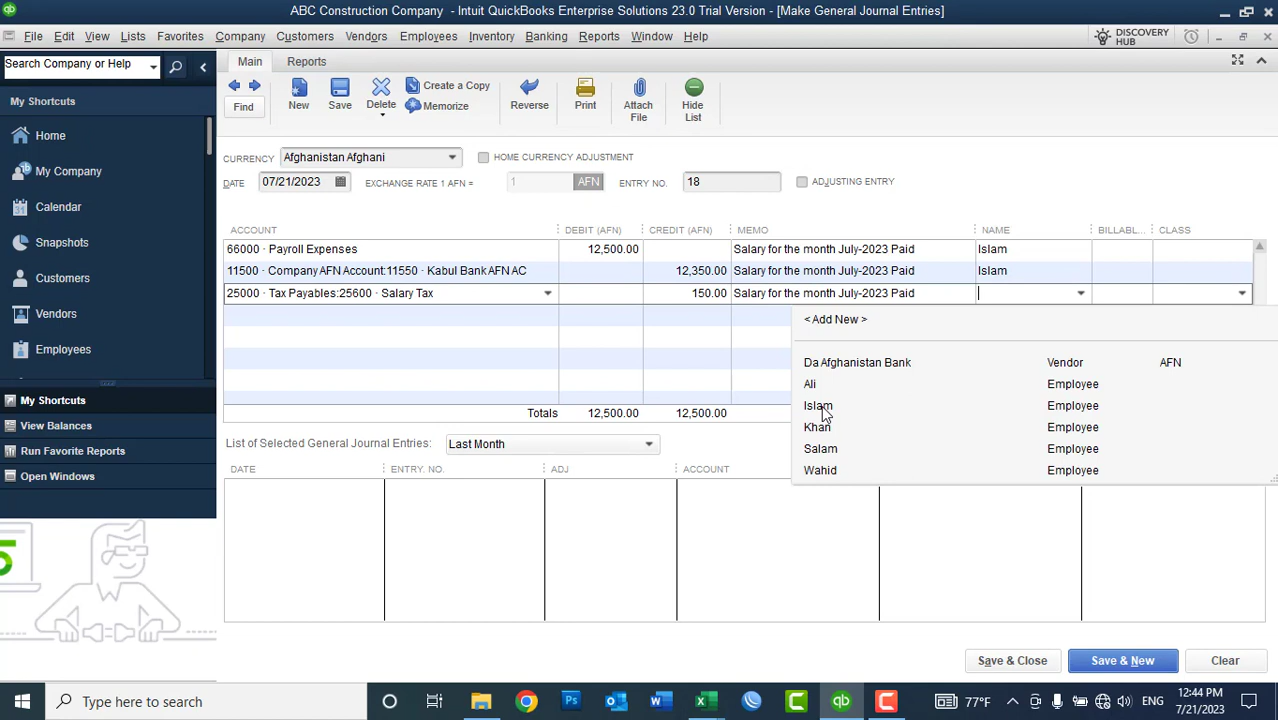 ABC Construction Company - Intuit QuickBooks Enterprise Solutions 23.0 Trial Version - [Make General Journal Entries]
File Edit View Lists Favorites Company Customers Vendors Employees Inventory Banking Reports Window Help
DISCOVERY HUB
Search Company or Help
Main Reports
My Shortcuts
Home
My Company
Calendar
Snapshots
Customers
Vendors
Employees
My Shortcuts
View Balances
Run Favorite Reports
Open Windows
Find
New
Save
Delete
Create a Copy
Memorize
Reverse
Print
Attach File
Hide List
CURRENCY Afghanistan Afghani HOME CURRENCY ADJUSTMENT
DATE 07/21/2023 EXCHANGE RATE 1 AFN = 1 AFN ENTRY NO. 18 ADJUSTING ENTRY
ACCOUNT DEBIT (AFN) CREDIT (AFN) MEMO NAME BILLABL... CLASS
66000 · Payroll Expenses 12,500.00 Salary for the month July-2023 Paid Islam
11500 · Company AFN Account:11550 · Kabul Bank AFN AC 12,350.00 Salary for the month July-2023 Paid Islam
25000 · Tax Payables:25600 · Salary Tax 150.00 Salary for the month July-2023 Paid
< Add New >
Da Afghanistan Bank Vendor AFN
Ali Employee
Islam Employee
Khan Employee
Salam Employee
Wahid Employee
Totals 12,500.00 12,500.00
List of Selected General Journal Entries: Last Month
DATE ENTRY. NO. ADJ ACCOUNT
Save & Close Save & New Clear
Type here to search
77°F ENG 12:44 PM
7/21/2023